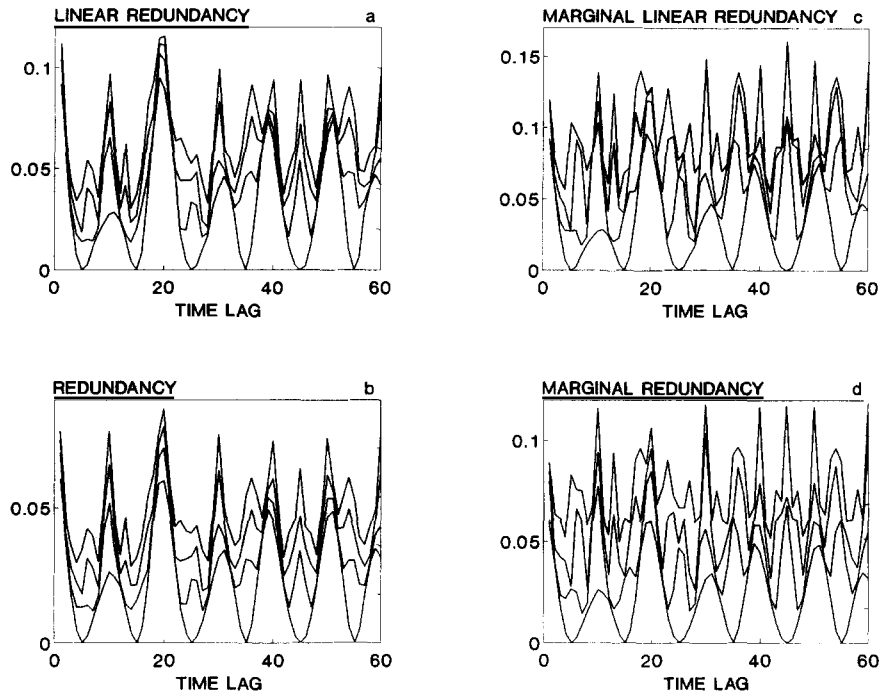 LINEAR REDUNDANCY a
0.1
0.05
0
0 20 40 60
TIME LAG
MARGINAL LINEAR REDUNDANCY c
0.15
0.1
0.05
0
0 20 40 60
TIME LAG
REDUNDANCY b
0.05
0
0 20 40 60
TIME LAG
MARGINAL REDUNDANCY d
0.1
0.05
0
0 20 40 60
TIME LAG